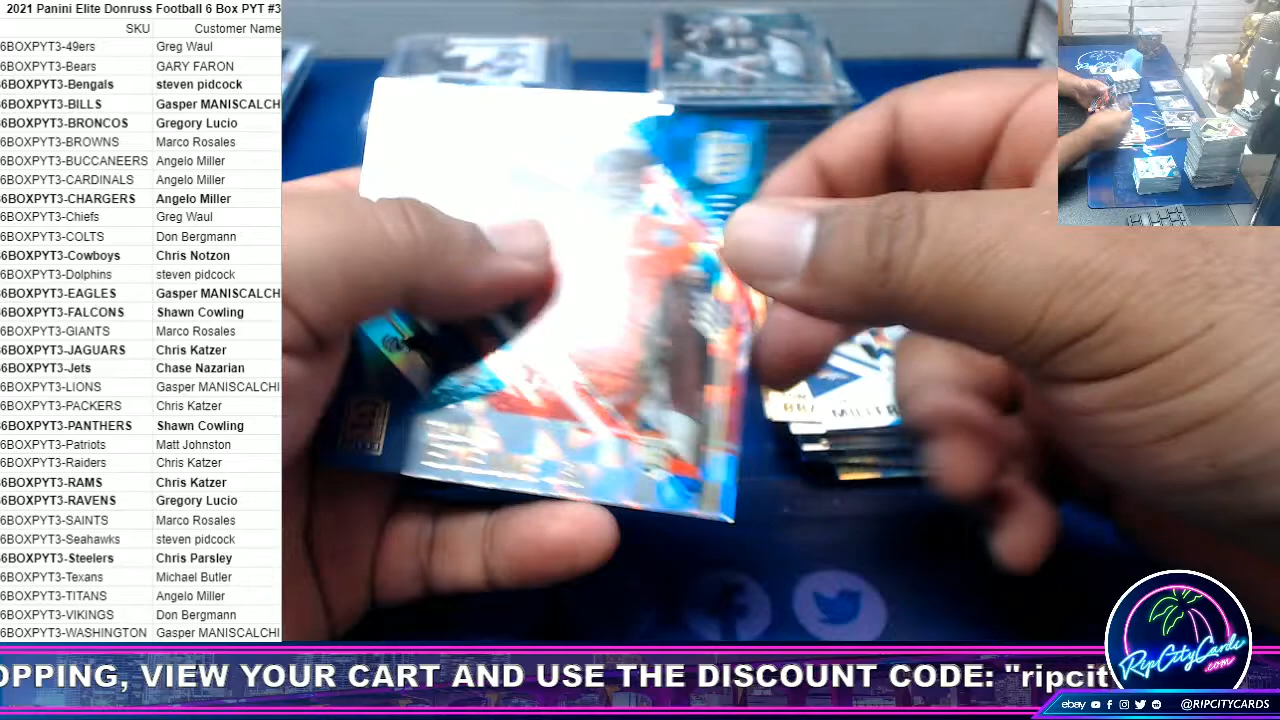 2021 Panini Elite Donruss Football 6 Box PYT #3
SKU Customer Name
6BOXPYT3-49ers Greg Waul
6BOXPYT3-Bears GARY FARON
6BOXPYT3-Bengals steven pidcock
6BOXPYT3-BILLS Gasper MANISCALCH
6BOXPYT3-BRONCOS Gregory Lucio
6BOXPYT3-BROWNS Marco Rosales
6BOXPYT3-BUCCANEERS Angelo Miller
6BOXPYT3-CARDINALS Angelo Miller
6BOXPYT3-CHARGERS Angelo Miller
6BOXPYT3-Chiefs Greg Waul
6BOXPYT3-COLTS Don Bergmann
6BOXPYT3-Cowboys Chris Notzon
6BOXPYT3-Dolphins steven pidcock
6BOXPYT3-EAGLES Gasper MANISCALCH
6BOXPYT3-FALCONS Shawn Cowling
6BOXPYT3-GIANTS Marco Rosales
6BOXPYT3-JAGUARS Chris Katzer
6BOXPYT3-Jets Chase Nazarian
6BOXPYT3-LIONS Gasper MANISCALCHI
6BOXPYT3-PACKERS Chris Katzer
6BOXPYT3-PANTHERS Shawn Cowling
6BOXPYT3-Patriots Matt Johnston
6BOXPYT3-Raiders Chris Katzer
6BOXPYT3-RAMS Chris Katzer
6BOXPYT3-RAVENS Gregory Lucio
6BOXPYT3-SAINTS Marco Rosales
6BOXPYT3-Seahawks steven pidcock
6BOXPYT3-Steelers Chris Parsley
6BOXPYT3-Texans Michael Butler
6BOXPYT3-TITANS Angelo Miller
6BOXPYT3-VIKINGS Don Bergmann
6BOXPYT3-WASHINGTON Gasper MANISCALCHI
MILLER
OPPING, VIEW YOUR CART AND USE THE DISCOUNT CODE: "ripcit
RipCityCards
.com
ebay @RIPCITYCARDS